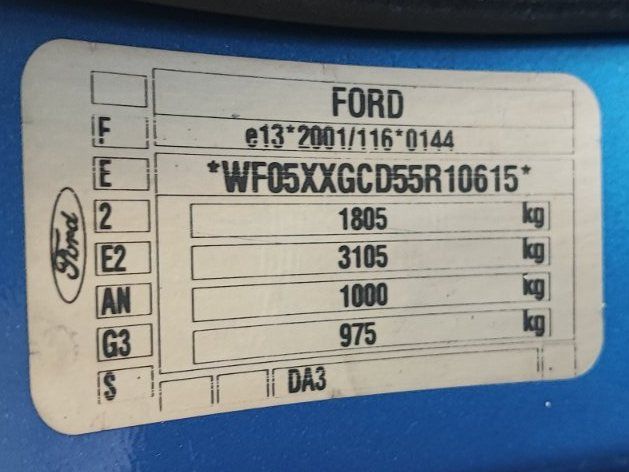 FORD
F e13*2001/116*0144
E *WF05XXGCD55R10615*
2 1805 kg
E2 3105 kg
AN 1000 kg
G3 975 kg
S DA3
Ford